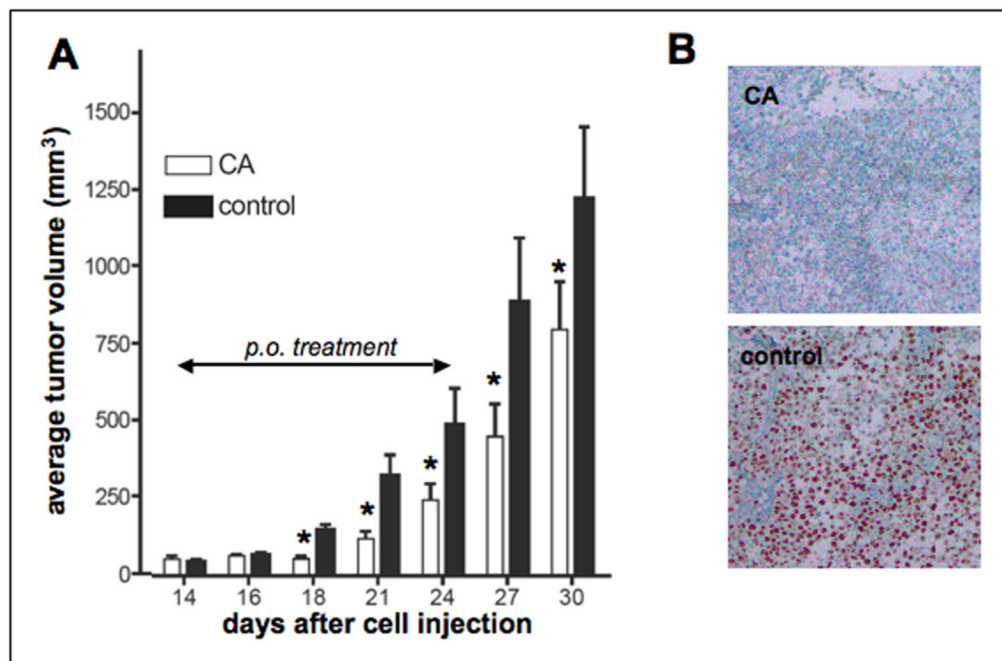 A
B
average tumor volume (mm³)
1500
1250
1000
750
500
250
0
CA
control
p.o. treatment
*
*
*
*
*
14 16 18 21 24 27 30
days after cell injection
CA
control